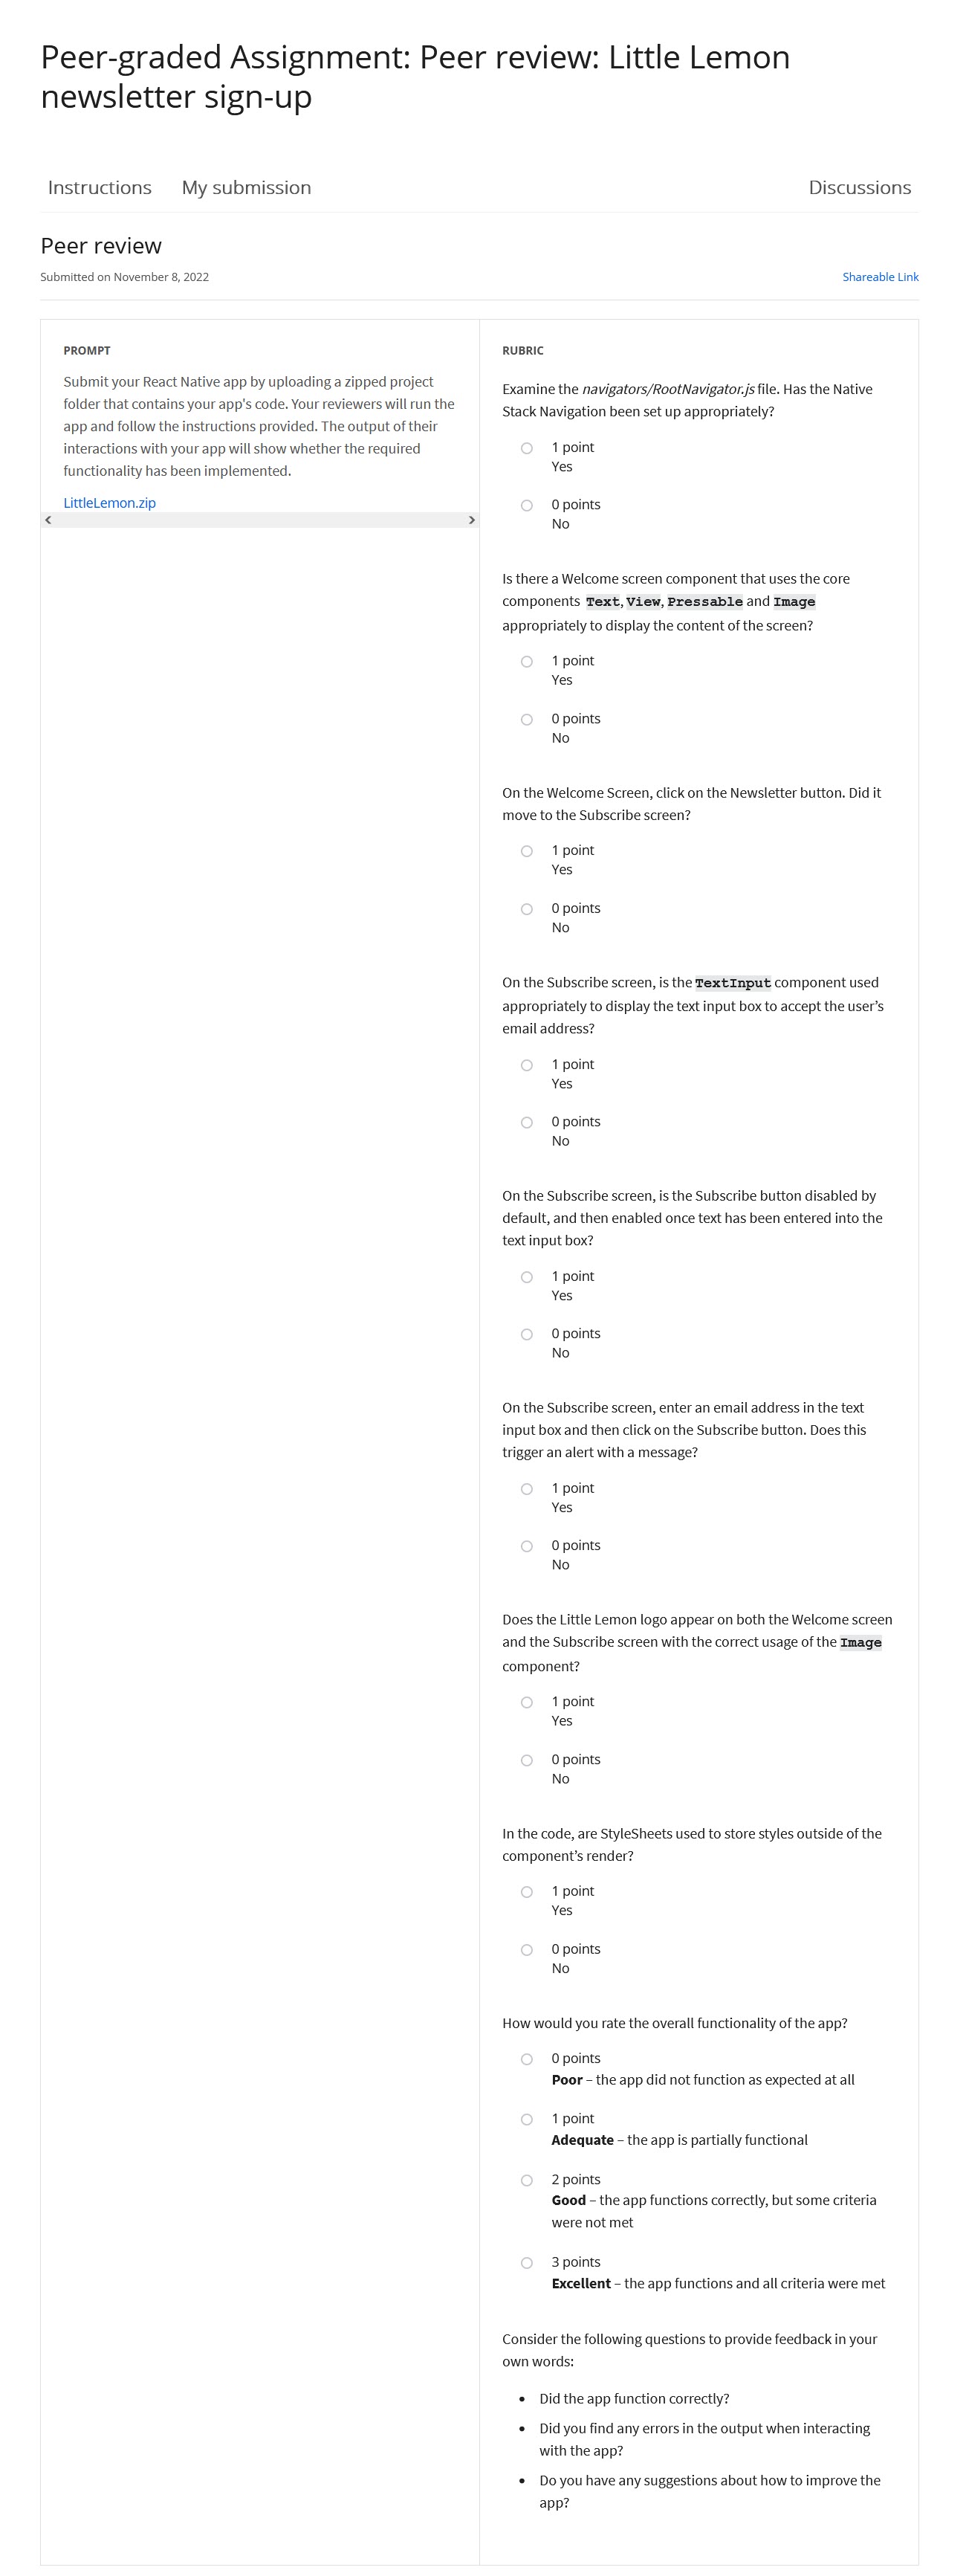 Peer-graded Assignment: Peer review: Little Lemon
newsletter sign-up
Instructions My submission Discussions
Peer review
Submitted on November 8, 2022 Shareable Link
PROMPT
Submit your React Native app by uploading a zipped project
folder that contains your app's code. Your reviewers will run the
app and follow the instructions provided. The output of their
interactions with your app will show whether the required
functionality has been implemented.
LittleLemon.zip
RUBRIC
Examine the navigators/RootNavigator.js file. Has the Native
Stack Navigation been set up appropriately?
1 point
Yes
0 points
No
Is there a Welcome screen component that uses the core
components Text, View, Pressable and Image
appropriately to display the content of the screen?
1 point
Yes
0 points
No
On the Welcome Screen, click on the Newsletter button. Did it
move to the Subscribe screen?
1 point
Yes
0 points
No
On the Subscribe screen, is the TextInput component used
appropriately to display the text input box to accept the user’s
email address?
1 point
Yes
0 points
No
On the Subscribe screen, is the Subscribe button disabled by
default, and then enabled once text has been entered into the
text input box?
1 point
Yes
0 points
No
On the Subscribe screen, enter an email address in the text
input box and then click on the Subscribe button. Does this
trigger an alert with a message?
1 point
Yes
0 points
No
Does the Little Lemon logo appear on both the Welcome screen
and the Subscribe screen with the correct usage of the Image
component?
1 point
Yes
0 points
No
In the code, are StyleSheets used to store styles outside of the
component’s render?
1 point
Yes
0 points
No
How would you rate the overall functionality of the app?
0 points
Poor – the app did not function as expected at all
1 point
Adequate – the app is partially functional
2 points
Good – the app functions correctly, but some criteria
were not met
3 points
Excellent – the app functions and all criteria were met
Consider the following questions to provide feedback in your
own words:
• Did the app function correctly?
• Did you find any errors in the output when interacting
with the app?
• Do you have any suggestions about how to improve the
app?